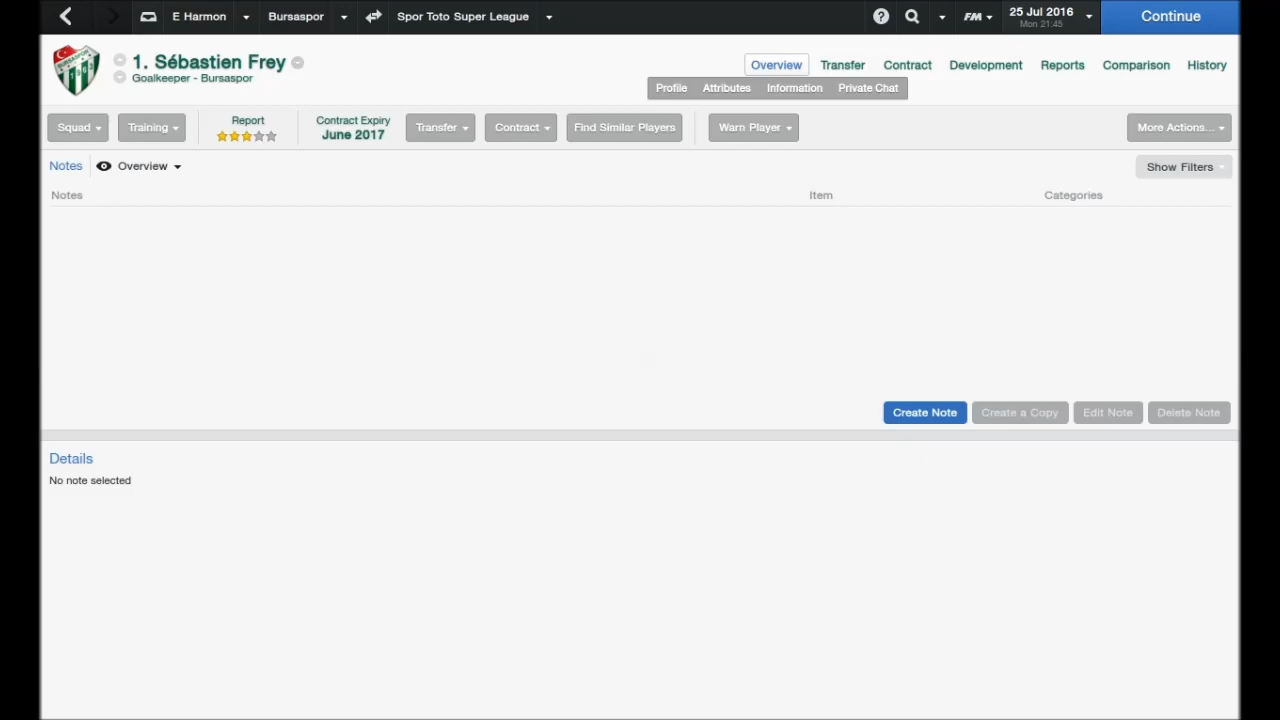 E Harmon
Bursaspor
Spor Toto Super League
FM
25 Jul 2016
Mon 21:45
Continue
1. Sébastien Frey
Goalkeeper - Bursaspor
Overview
Transfer
Contract
Development
Reports
Comparison
History
Profile
Attributes
Information
Private Chat
Squad
Training
Report
Contract Expiry
June 2017
Transfer
Contract
Find Similar Players
Warn Player
More Actions...
Notes
Overview
Show Filters
Notes
Item
Categories
Create Note
Create a Copy
Edit Note
Delete Note
Details
No note selected